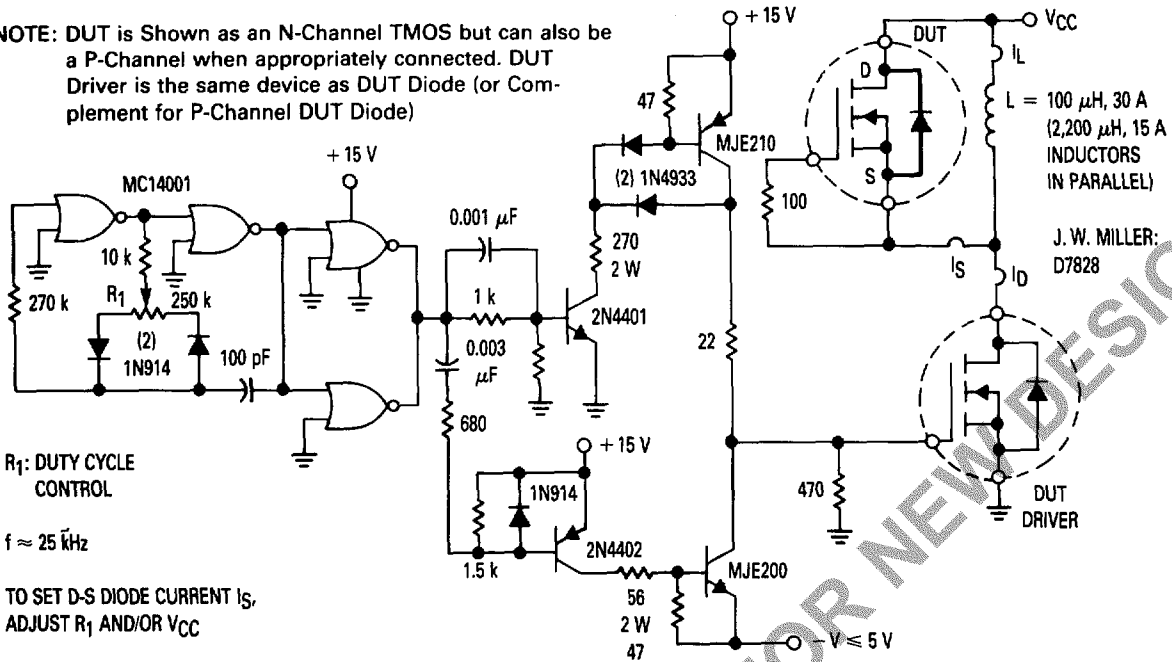 NOTE: DUT is Shown as an N-Channel TMOS but can also be
a P-Channel when appropriately connected. DUT
Driver is the same device as DUT Diode (or Com-
plement for P-Channel DUT Diode)
+ 15 V
47
MJE210
(2) 1N4933
DUT
D
S
100
VCC
IL
L = 100 μH, 30 A
(2,200 μH, 15 A
INDUCTORS
IN PARALLEL)
J. W. MILLER:
D7828
IS
ID
MC14001
+ 15 V
10 k
R1
250 k
270 k
(2)
1N914
100 pF
0.001 μF
1 k
0.003
μF
680
270
2 W
2N4401
22
R1: DUTY CYCLE
CONTROL
f ≈ 25 kHz
TO SET D-S DIODE CURRENT IS,
ADJUST R1 AND/OR VCC
+ 15 V
1N914
1.5 k
2N4402
56
2 W
47
MJE200
470
DUT
DRIVER
– V ≤ 5 V
OR NEW DESIG